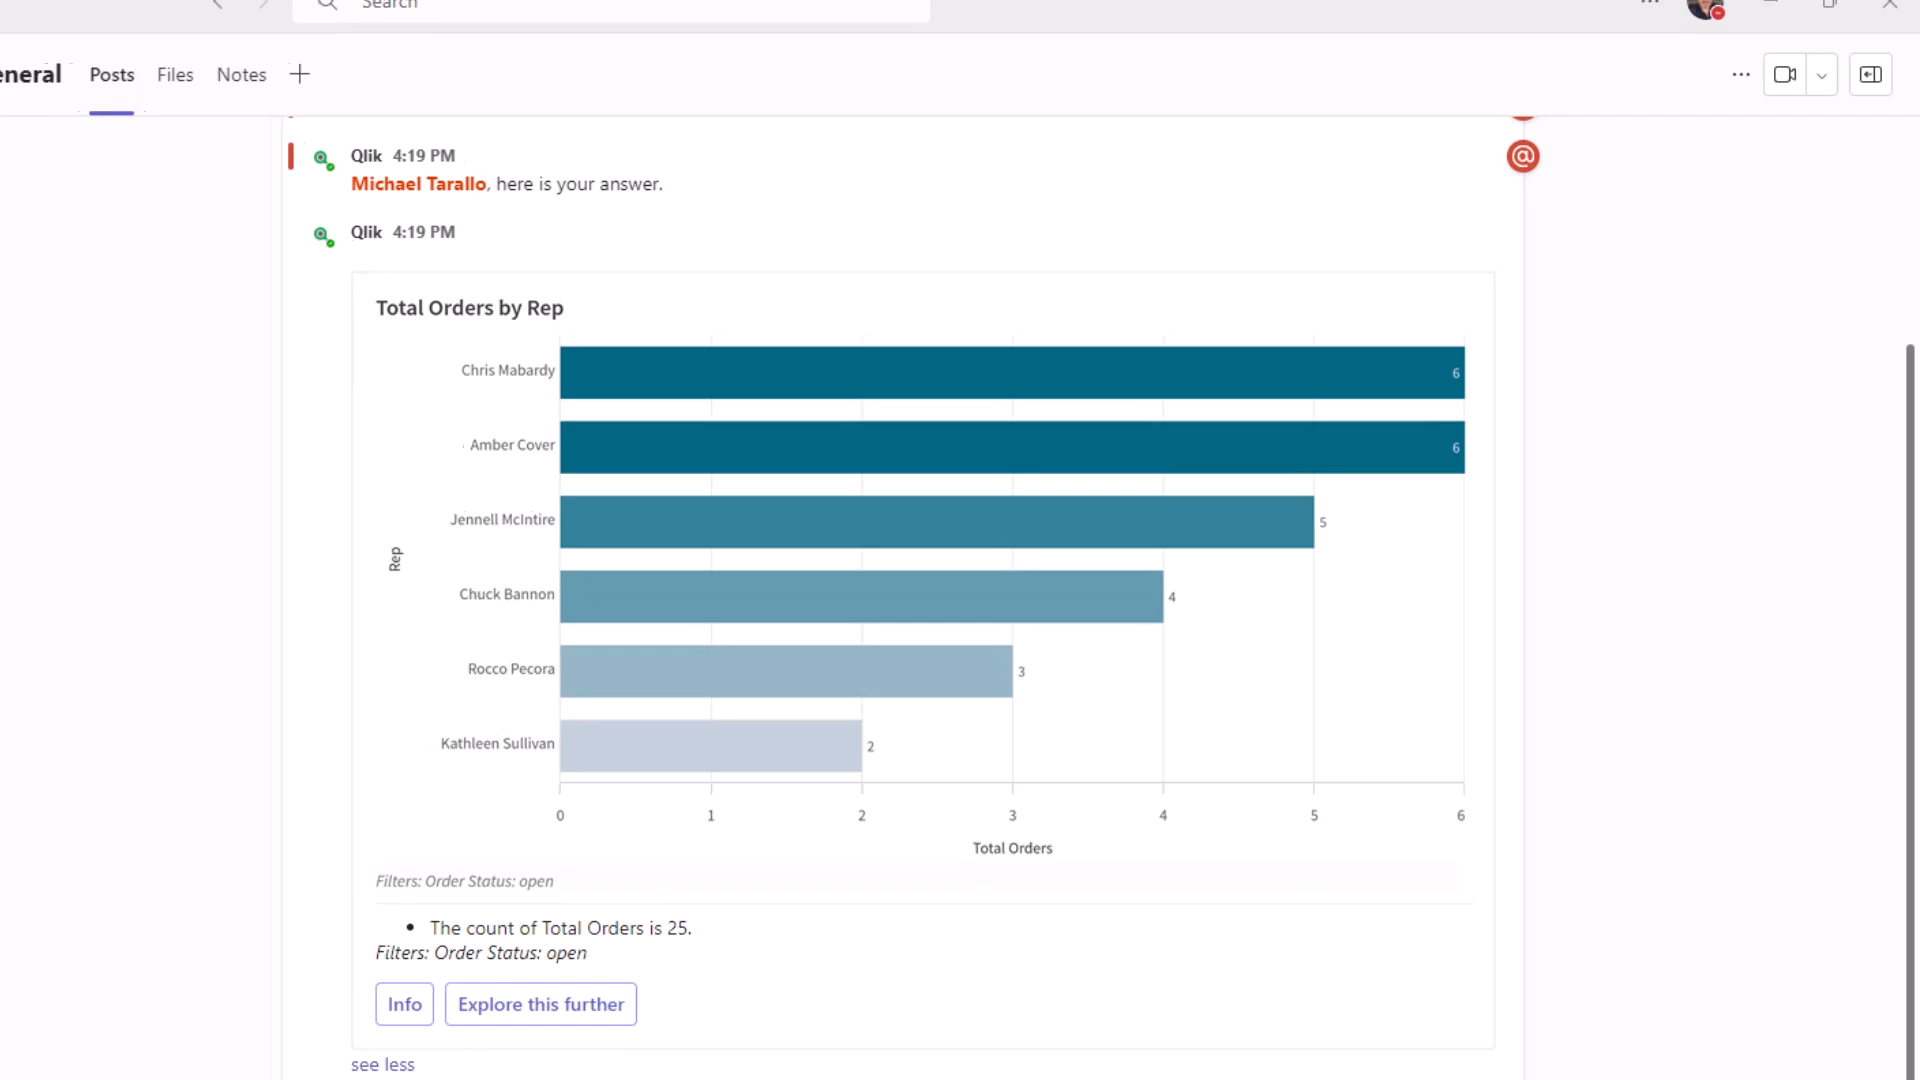 Search
eneral Posts Files Notes
Qlik 4:19 PM
Michael Tarallo, here is your answer.
Qlik 4:19 PM
Total Orders by Rep
Chris Mabardy 6
Amber Cover 6
Jennell McIntire 5
Chuck Bannon 4
Rocco Pecora 3
Kathleen Sullivan 2
Rep
0 1 2 3 4 5 6
Total Orders
Filters: Order Status: open
• The count of Total Orders is 25.
Filters: Order Status: open
Info Explore this further
see less